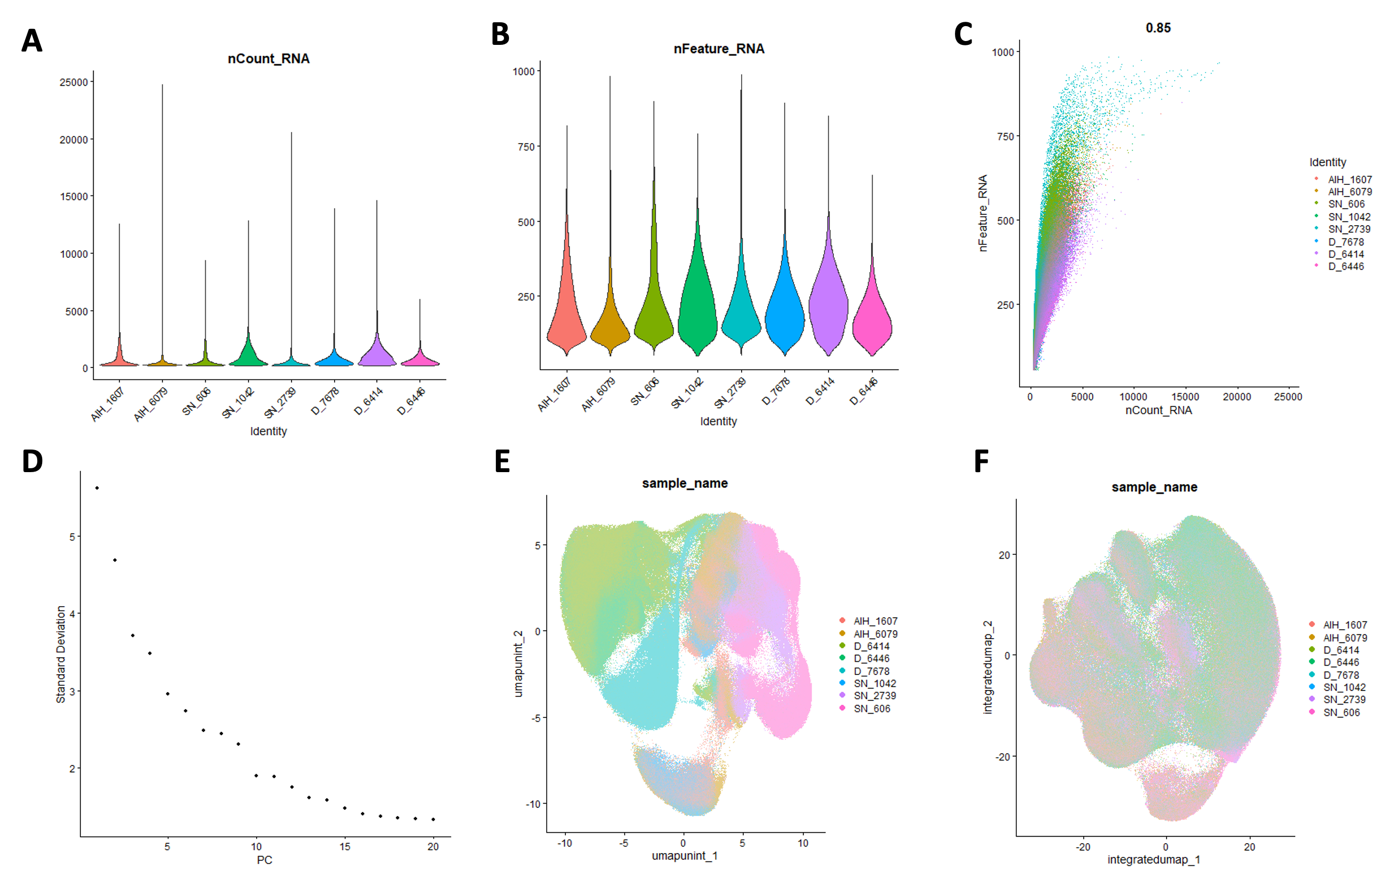 A
nCount_RNA
25000
20000
15000
10000
5000
0
AIH_1607
AIH_6079
SN_606
SN_1042
SN_2739
D_7678
D_6414
D_6446
Identity
B
nFeature_RNA
1000
750
500
250
AIH_1607
AIH_6079
SN_606
SN_1042
SN_2739
D_7678
D_6414
D_6446
Identity
C
0.85
nFeature_RNA
1000
750
500
250
0
5000
10000
15000
20000
25000
nCount_RNA
Identity
AIH_1607
AIH_6079
SN_606
SN_1042
SN_2739
D_7678
D_6414
D_6446
D
Standard Deviation
5
4
3
2
5
10
15
20
PC
E
sample_name
umapunint_2
5
0
-5
-10
-10
-5
0
5
10
umapunint_1
AIH_1607
AIH_6079
D_6414
D_6446
D_7678
SN_1042
SN_2739
SN_606
F
sample_name
integratedumap_2
20
0
-20
-20
0
20
integratedumap_1
AIH_1607
AIH_6079
D_6414
D_6446
D_7678
SN_1042
SN_2739
SN_606